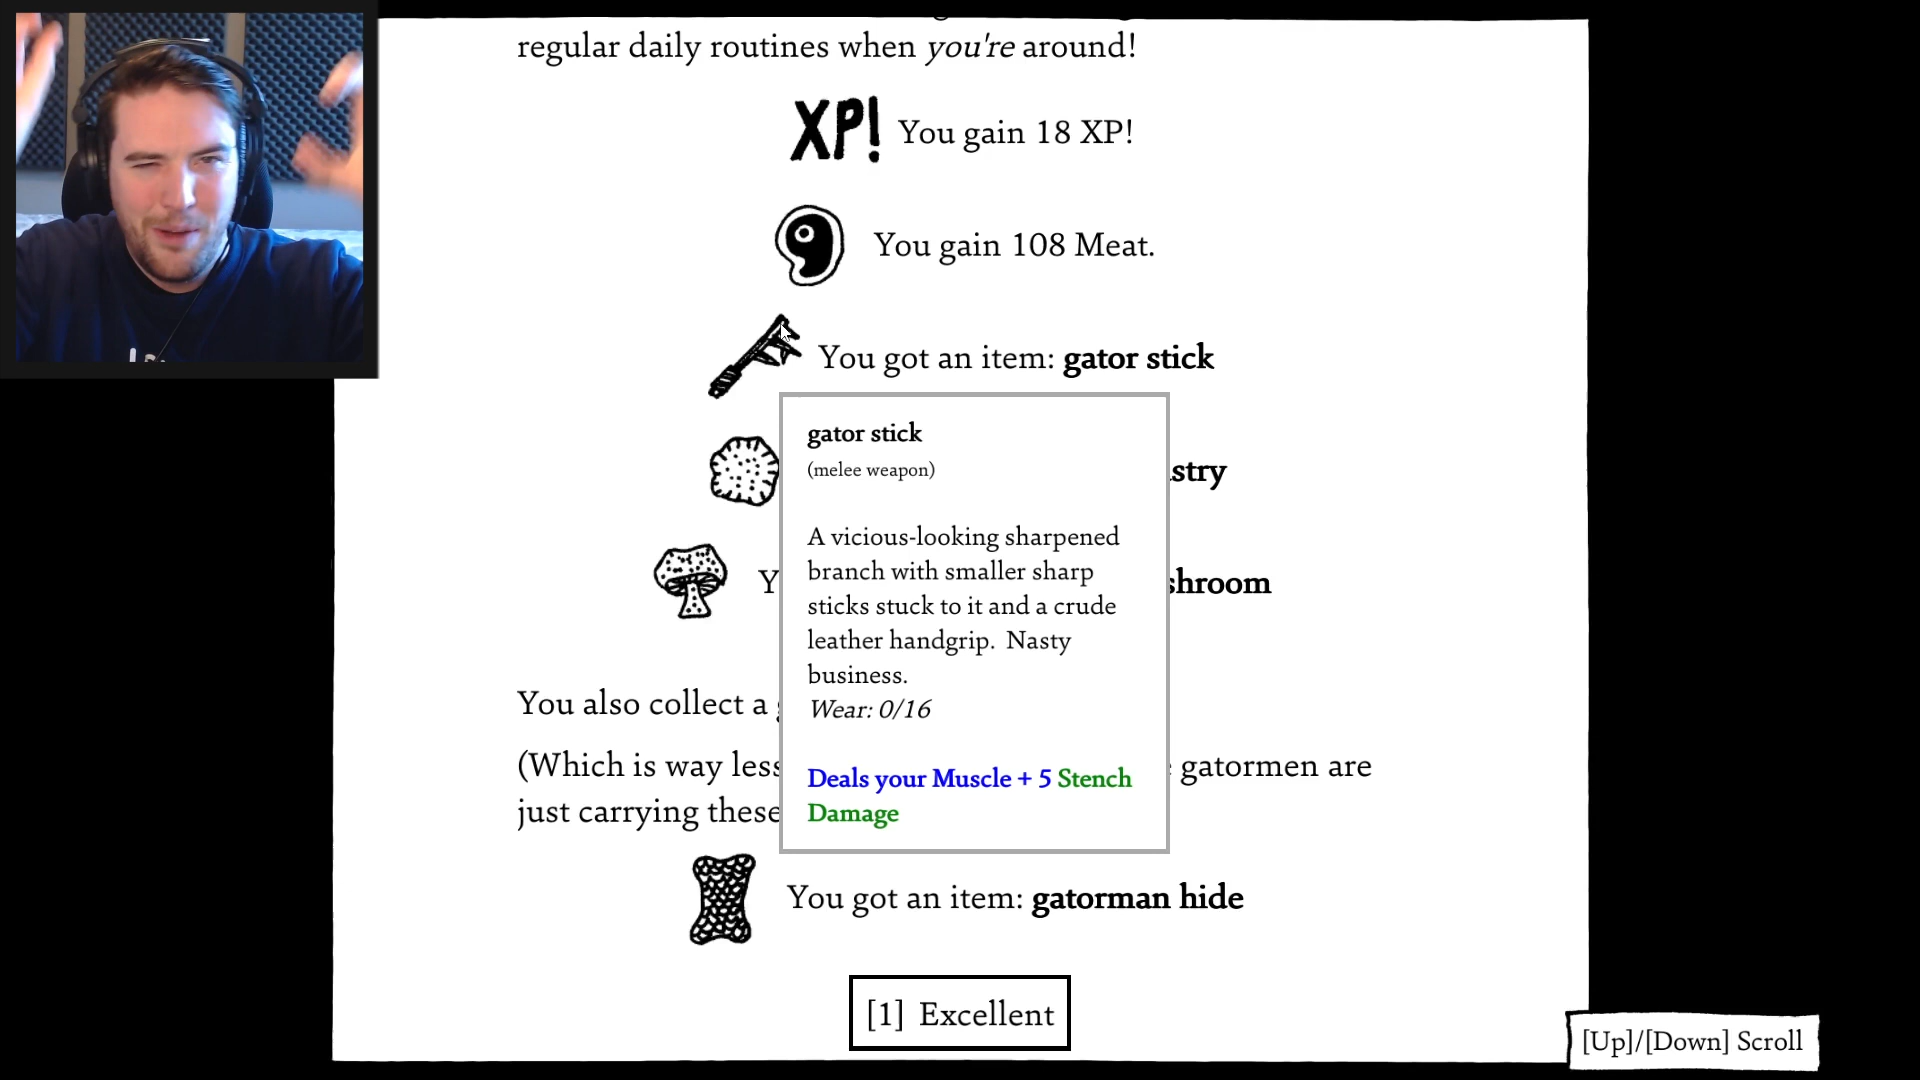 regular daily routines when you're around!
XP! You gain 18 XP!
You gain 108 Meat.
You got an item: gator stick
gator stick
(melee weapon)
stry
A vicious-looking sharpened
branch with smaller sharp
sticks stuck to it and a crude
leather handgrip. Nasty
business.
Wear: 0/16
Y
shroom
You also collect a
Deals your Muscle + 5 Stench
Damage
(Which is way less
gatormen are
just carrying these
You got an item: gatorman hide
[1] Excellent
[Up]/[Down] Scroll